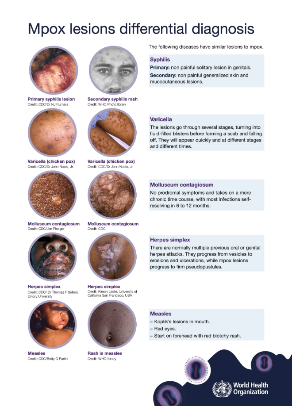 Mpox lesions differential diagnosis
The following diseases have similar lesions to mpox.
Syphilis
Primary: non painful solitary lesion in genitals.
Secondary: non painful generalized skin and
mucocutaneous lesions.
Primary syphilis lesion
Secondary syphilis rash
Varicella
The lesions go through several stages, turning into
fluid-filled blisters before forming a scab and falling
off. They will appear quickly and at different stages
and different times.
Varicella (chicken pox)
Varicella (chicken pox)
Molluscum contagiosum
No prodromal symptoms and takes on a more
chronic time course, with most infections self-
resolving in 6 to 12 months.
Molluscum contagiosum
Molluscum contagiosum
Credit: CDC
Herpes simplex
There are normally multiple previous oral or genital
herpes attacks. They progress from vesicles to
erosions and ulcerations, while mpox lesions
progress to firm pseudopustules.
Herpes simplex
Herpes simplex
Measles
– Koplik's lesions in mouth.
– Red eyes.
– Start on forehead with red blotchy rash.
Measles
Rash in measles
World Health
Organization